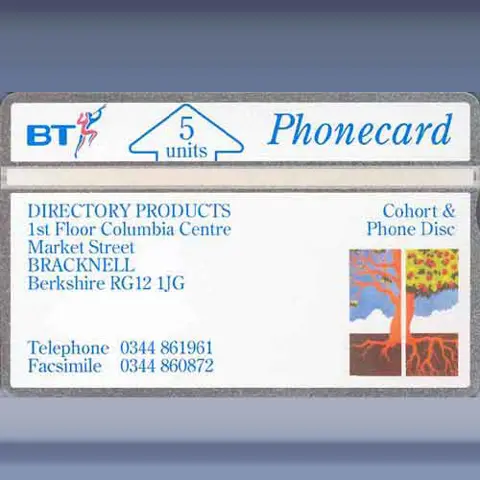 BT
5
units
Phonecard
DIRECTORY PRODUCTS
1st Floor Columbia Centre
Market Street
BRACKNELL
Berkshire RG12 1JG
Telephone 0344 861961
Facsimile 0344 860872
Cohort &
Phone Disc